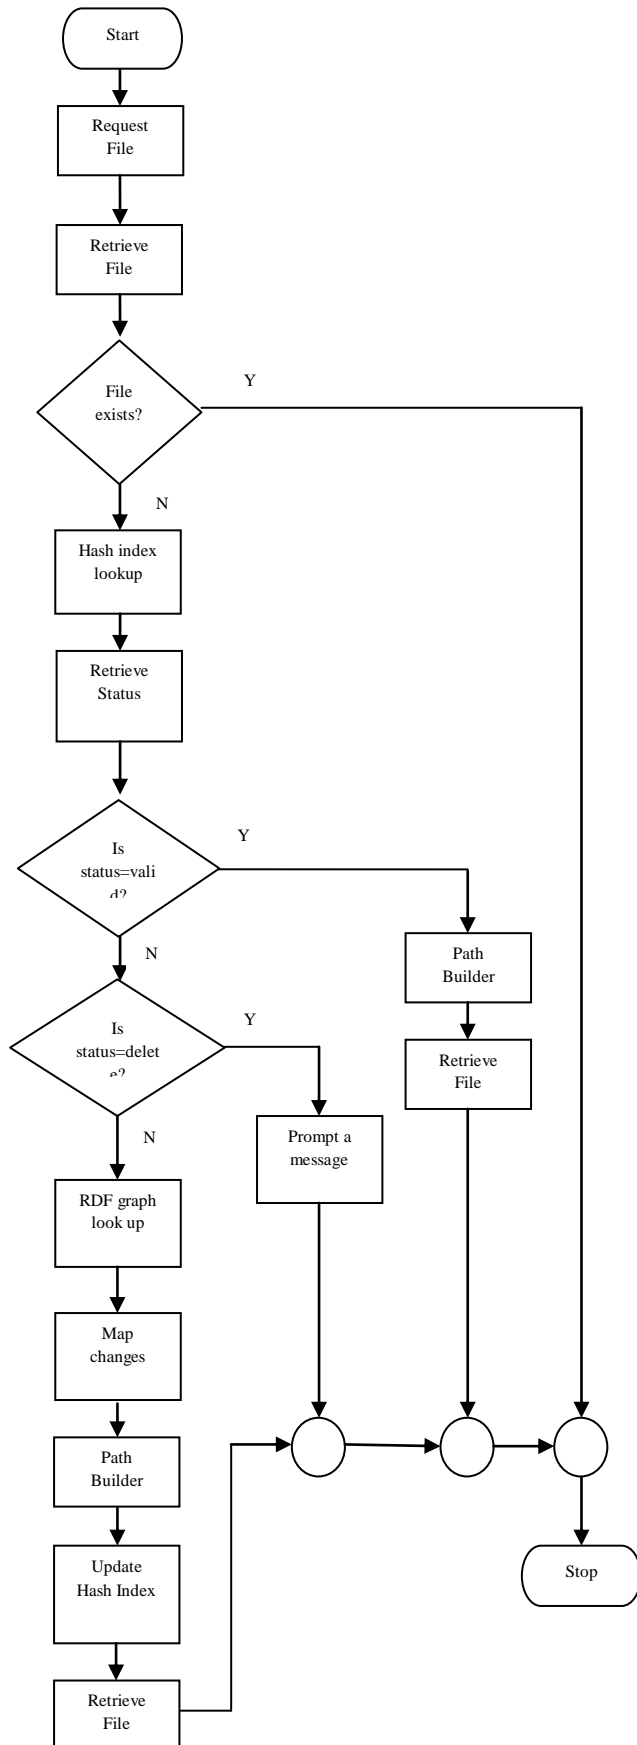 Start
Request
File
Retrieve
File
File
exists?
Y
N
Hash index
lookup
Retrieve
Status
Is
status=vali
d?
Y
N
Path
Builder
Retrieve
File
Is
status=delet
e?
Y
N
Prompt a
message
RDF graph
look up
Map
changes
Path
Builder
Update
Hash Index
Retrieve
File
Stop